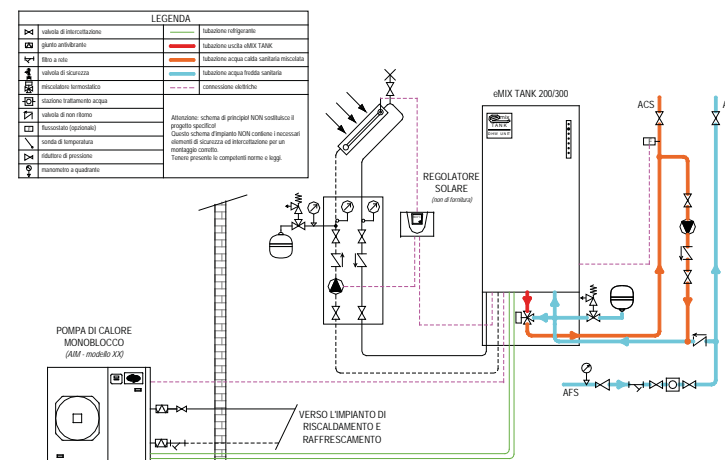 LEGENDA
valvola di intercettazione
tubazione refrigerante
giunto antivibrante
tubazione uscita eMIX TANK
filtro a rete
tubazione acqua calda sanitaria miscelata
valvola di sicurezza
tubazione acqua fredda sanitaria
miscelatore termostatico
connessione elettriche
stazione trattamento acqua
valvola di non ritorno
flussostato (opzionale)
sonda di temperatura
riduttore di pressione
manometro a quadrante
Attenzione: schema di principio! NON sostituisce il
progetto specifico!
Questo schema d'impianto NON contiene i necessari
elementi di sicurezza ed intercettazione per un
montaggio corretto.
Tenere presente le competenti norme e leggi.
eMIX TANK 200/300
TANK
ACS
A
REGOLATORE
SOLARE
(non di fornitura)
POMPA DI CALORE
MONOBLOCCO
(AIM - modello XX)
AFS
VERSO L'IMPIANTO DI
RISCALDAMENTO E
RAFFRESCAMENTO